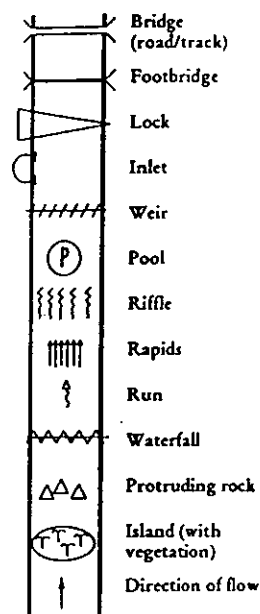 Bridge
(road/track)
Footbridge
Lock
Inlet
Weir
P Pool
Riffle
Rapids
Run
Waterfall
Protruding rock
Island (with
vegetation)
Direction of flow